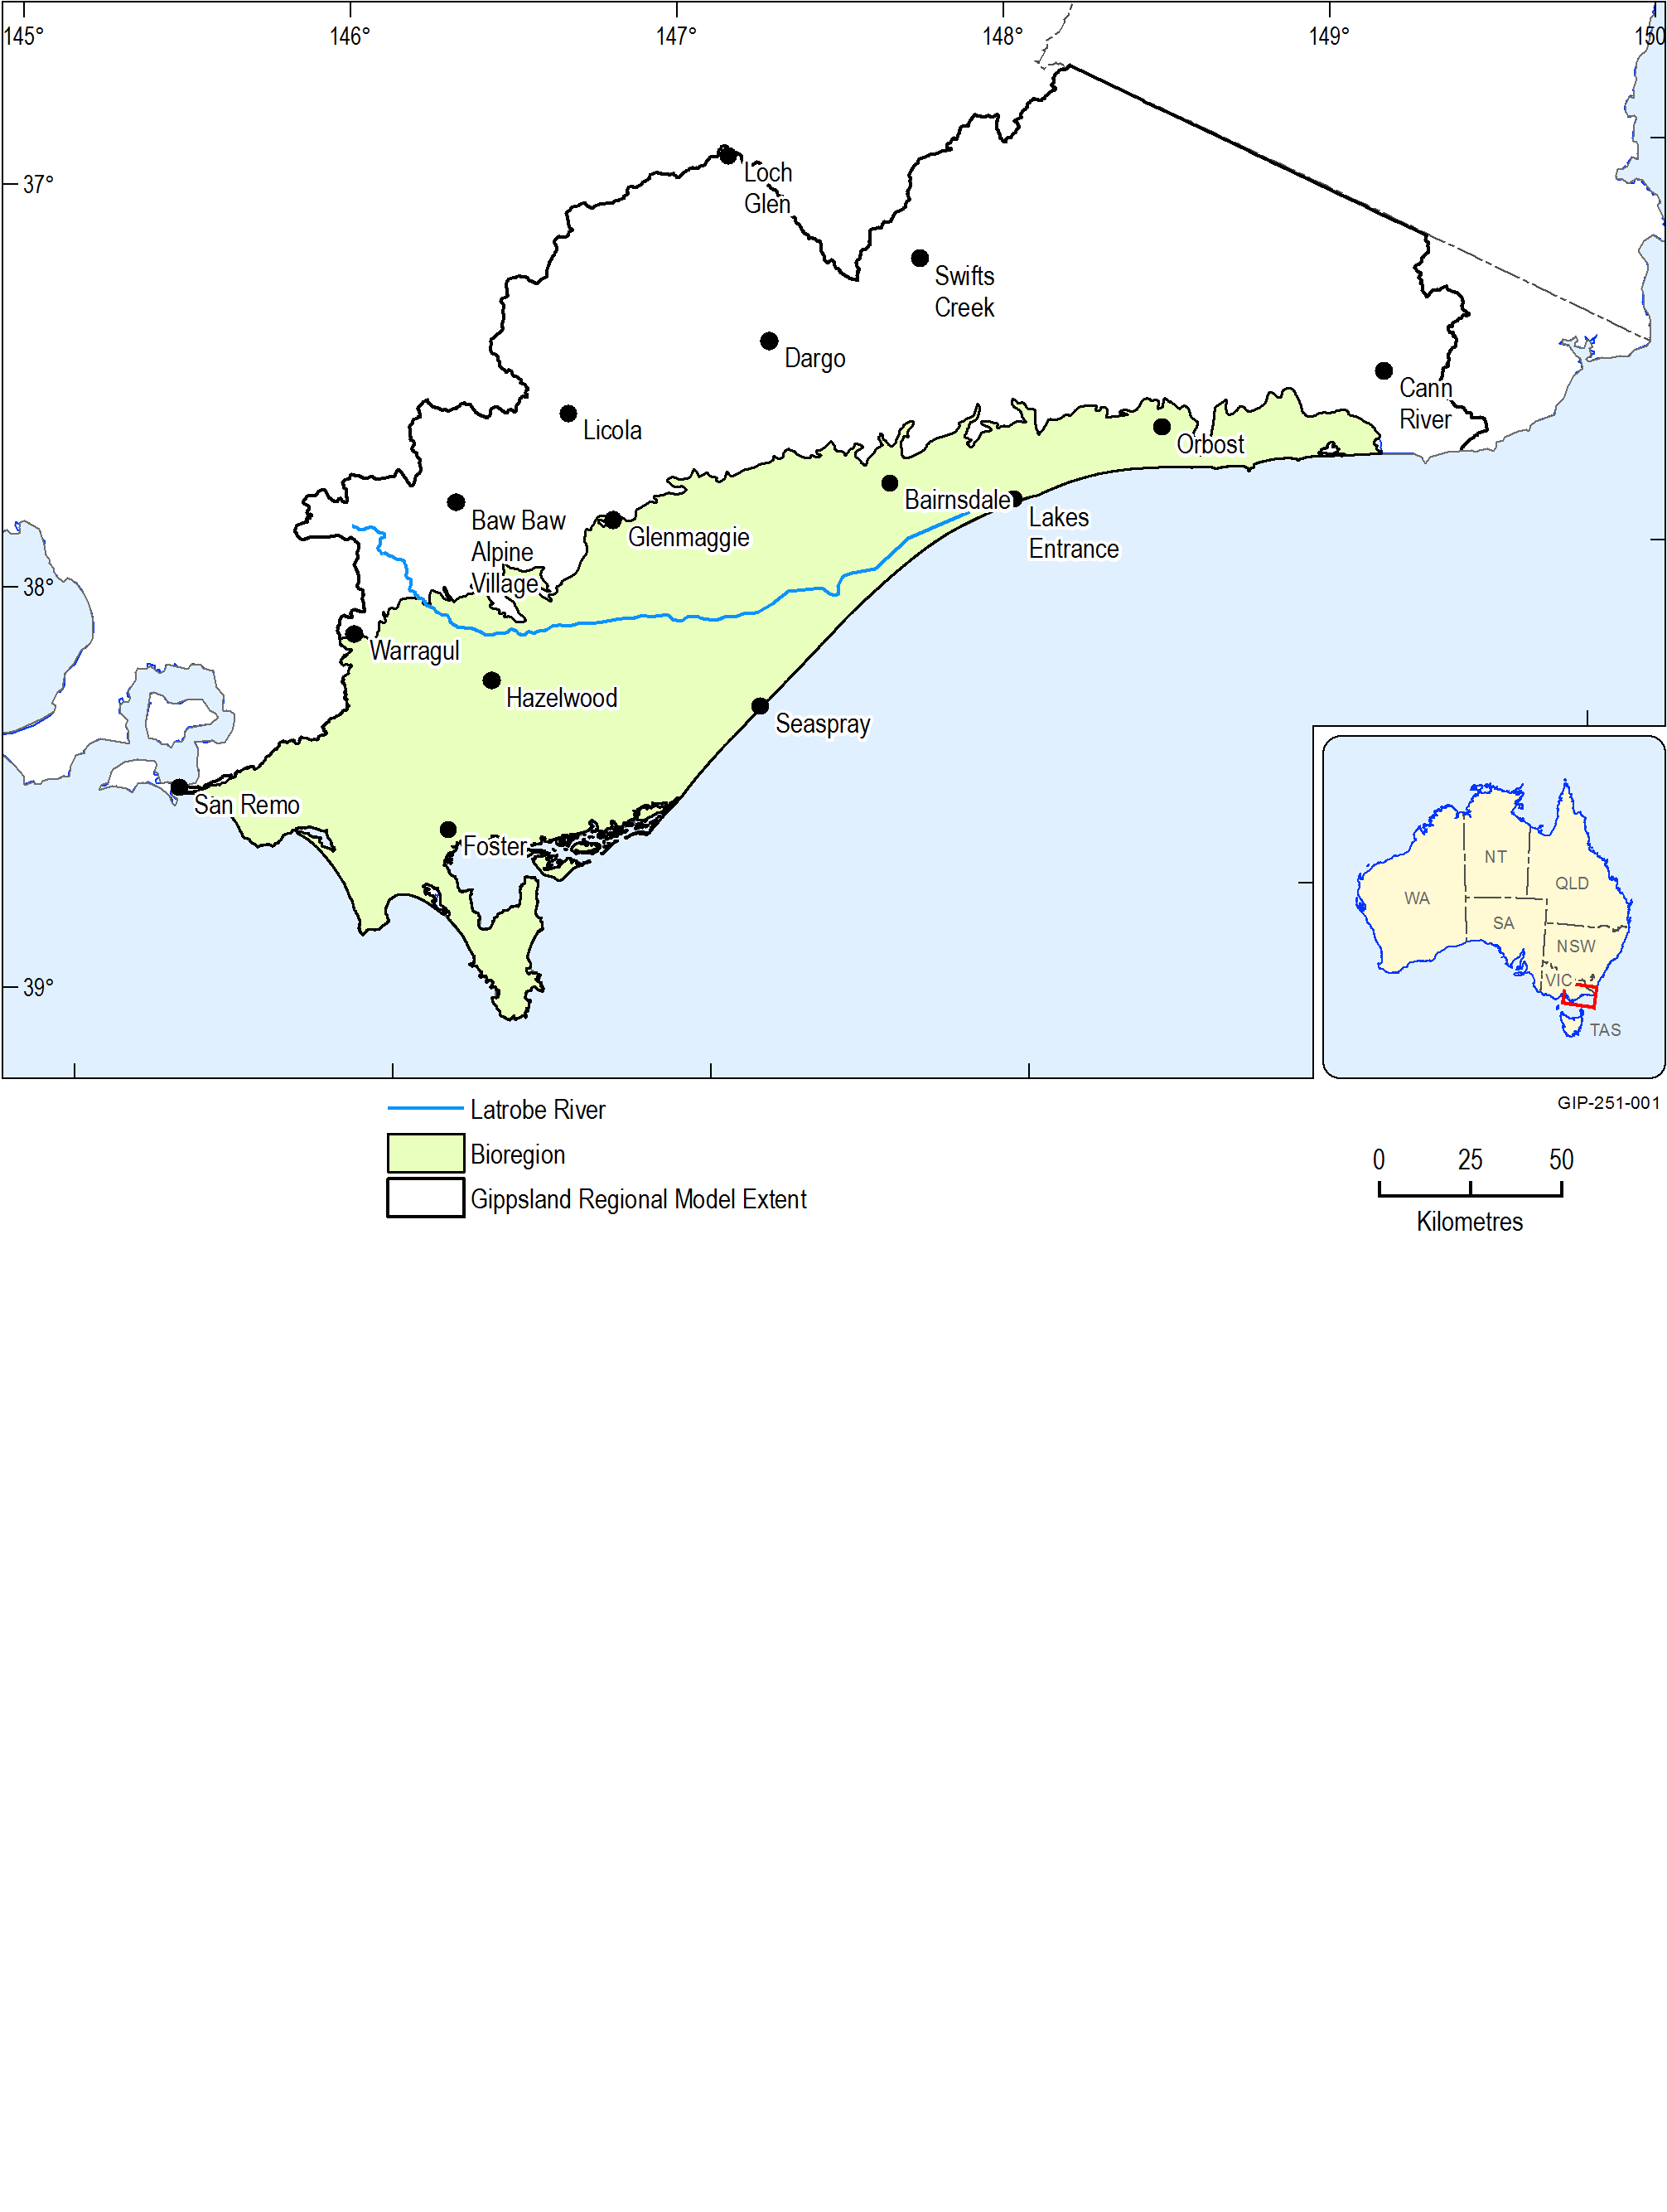 145°
146°
147°
148°
149°
150
37°
38°
39°
Loch
Glen
Swifts
Creek
Dargo
Cann
River
Licola
Orbost
Baw Baw
Alpine
Village
Glenmaggie
Bairnsdale
Lakes
Entrance
Warragul
Hazelwood
Seaspray
San Remo
Foster
NT
QLD
WA
SA
NSW
VIC
TAS
GIP-251-001
Latrobe River
Bioregion
Gippsland Regional Model Extent
0 25 50
Kilometres